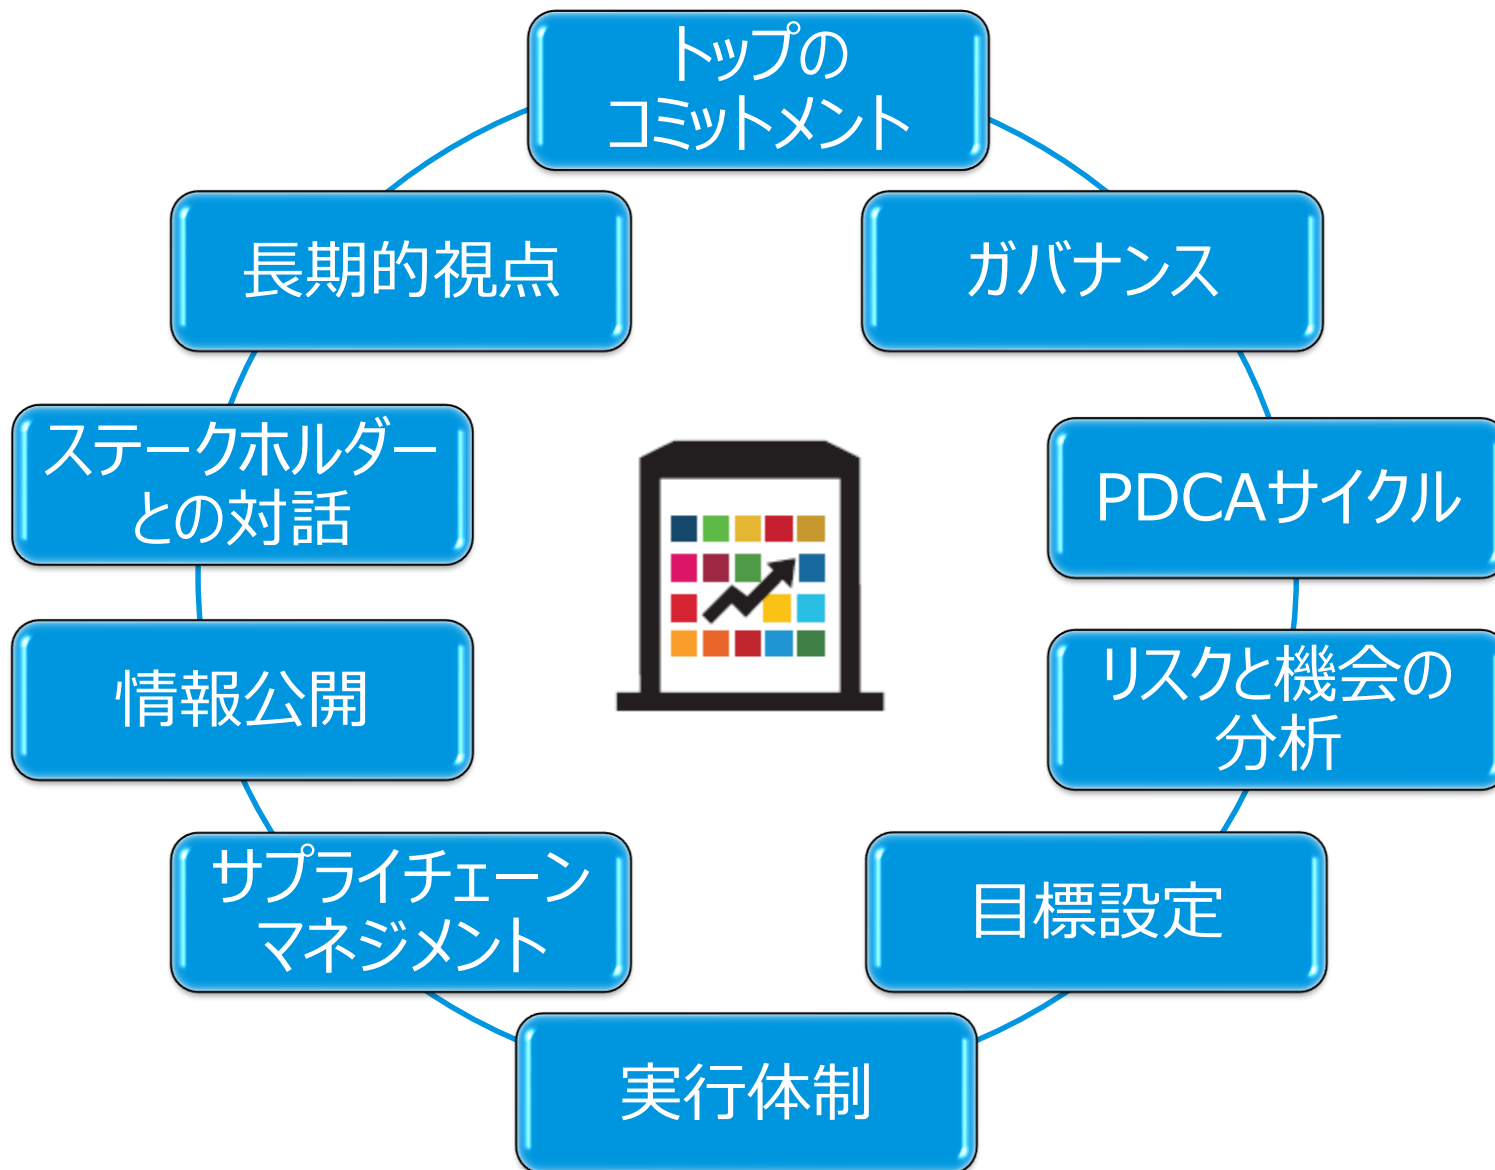 トップの
コミットメント
長期的視点
ガバナンス
ステークホルダー
との対話
PDCAサイクル
情報公開
リスクと機会の
分析
サプライチェーン
マネジメント
目標設定
実行体制